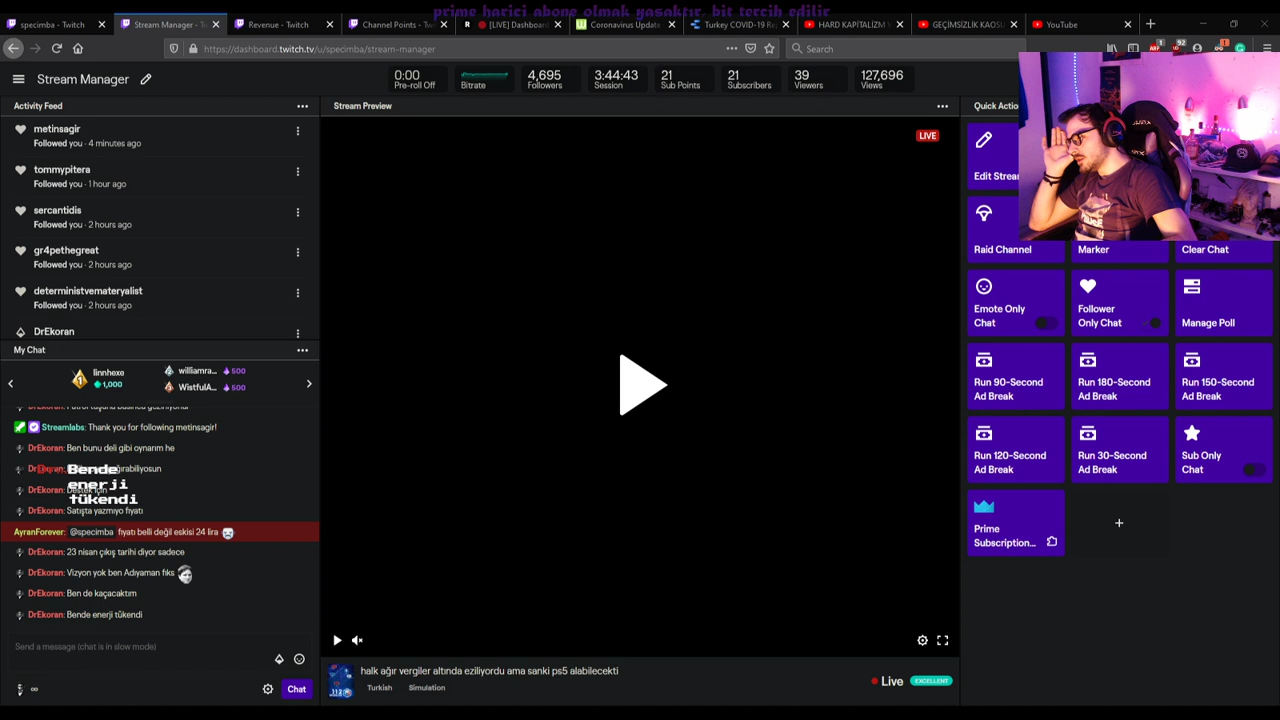 prime harici abone olmak yasaktır, bit tercih edilir
specimba - Twitch
Stream Manager - Tw
Revenue - Twitch
Channel Points - Tw
[LIVE] Dashboard
Coronavirus Update
Turkey COVID-19 Re
HARD KAPİTALİZM
GEÇİMSİZLİK KAOSU
YouTube
https://dashboard.twitch.tv/u/specimba/stream-manager
Search
Stream Manager
0:00
Pre-roll Off
Bitrate
4,695
Followers
3:44:43
Session
21
Sub Points
21
Subscribers
39
Viewers
127,696
Views
Activity Feed
metinsagir
Followed you · 4 minutes ago
tommypitera
Followed you · 1 hour ago
sercantidis
Followed you · 2 hours ago
gr4pethegreat
Followed you · 2 hours ago
deterministvemateryalist
Followed you · 2 hours ago
DrEkoran
My Chat
1
linnhexe
1,000
williamra... 500
WistfulA... 500
Streamlabs: Thank you for following metinsagir!
DrEkoran: Ben bunu deli gibi oynarım he
DrEkoran: Destek için
DrEkoran: Satışta yazmıyo fiyatı
Bende
enerji
tükendi
AyranForever: @specimba fiyatı belli değil eskisi 24 lira
DrEkoran: 23 nisan çıkış tarihi diyor sadece
DrEkoran: Vizyon yok ben Adıyaman fıks
DrEkoran: Ben de kaçacaktım
DrEkoran: Bende enerji tükendi
Send a message (chat is in slow mode)
Chat
Stream Preview
LIVE
halk ağır vergiler altında eziliyordu ama sanki ps5 alabilecekti
Turkish
Simulation
Live
EXCELLENT
Quick Actio
Edit Strea
Raid Channel
Marker
Clear Chat
Emote Only
Chat
Follower
Only Chat
Manage Poll
Run 90-Second
Ad Break
Run 180-Second
Ad Break
Run 150-Second
Ad Break
Run 120-Second
Ad Break
Run 30-Second
Ad Break
Sub Only
Chat
Prime
Subscription...